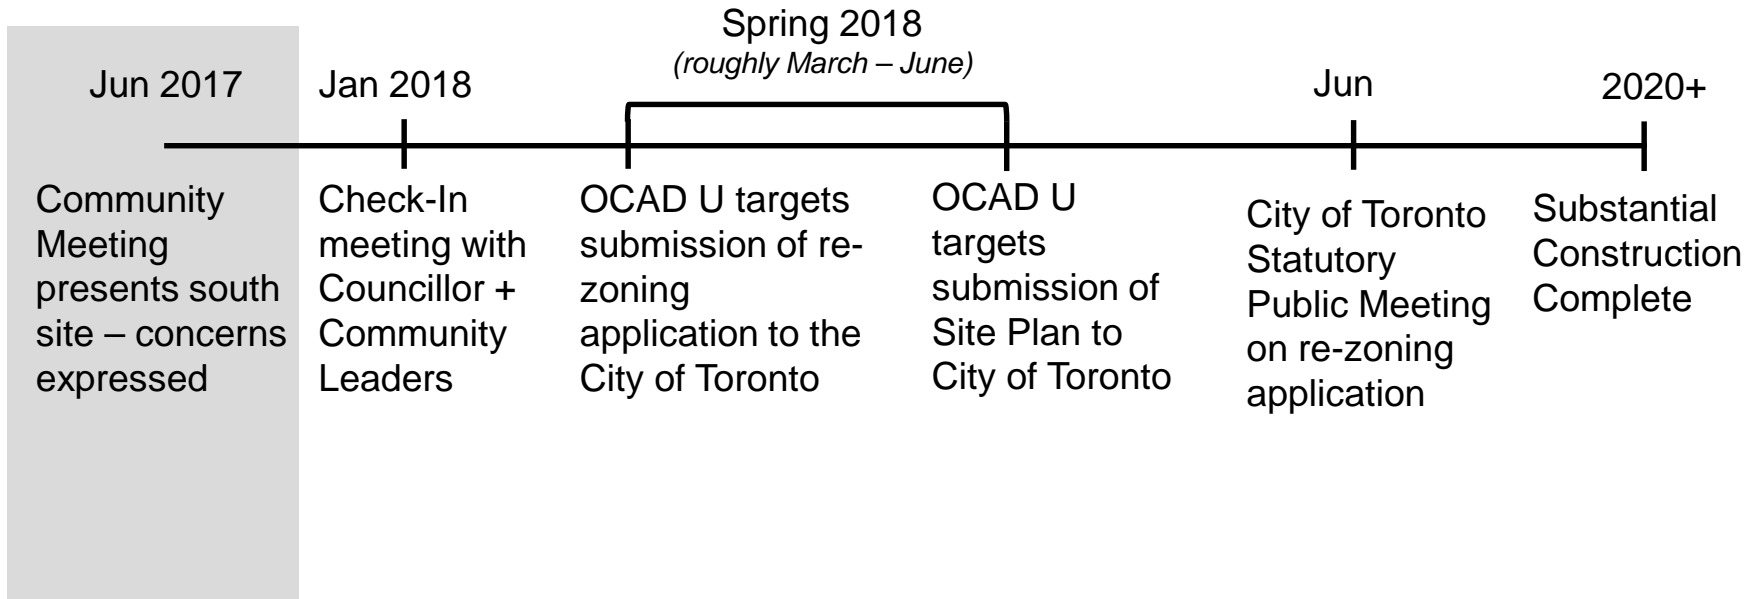 Spring 2018
(roughly March – June)
Jun 2017
Jan 2018
Jun
2020+
Community
Meeting
presents south
site – concerns
expressed
Check-In
meeting with
Councillor +
Community
Leaders
OCAD U targets
submission of re-
zoning
application to the
City of Toronto
OCAD U
targets
submission of
Site Plan to
City of Toronto
City of Toronto
Statutory
Public Meeting
on re-zoning
application
Substantial
Construction
Complete